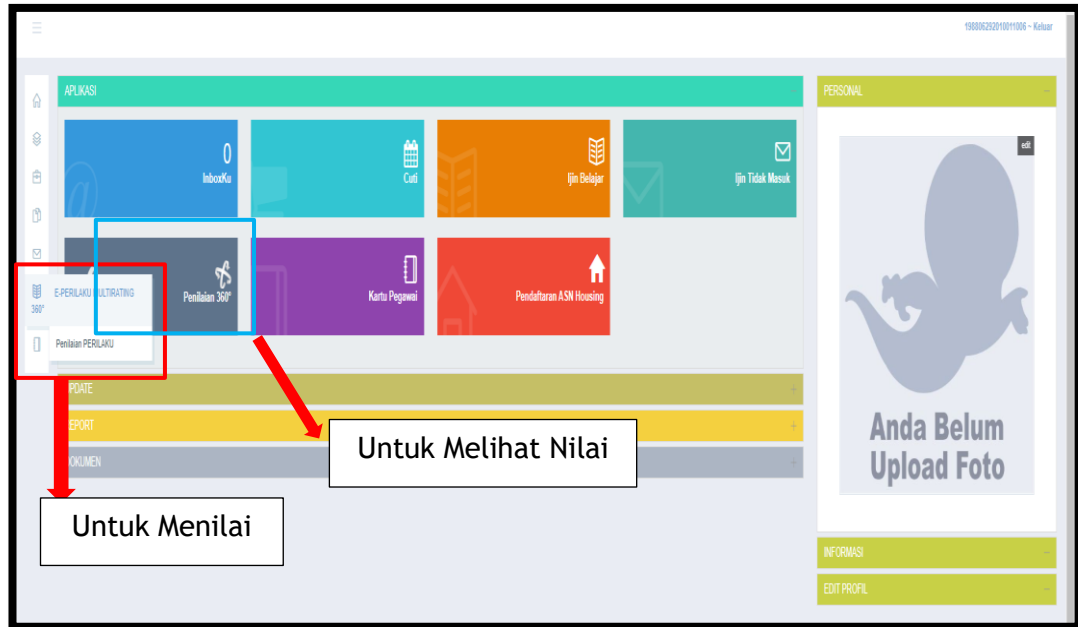 198806292010011006 ~ Keluar
APLIKASI
PERSONAL
edit
0
InboxKu
Cuti
Ijin Belajar
Ijin Tidak Masuk
Penilaian 360°
Kartu Pegawai
Pendaftaran ASN Housing
360°
E-PERILAKU MULTIRATING
Penilaian PERILAKU
PDATE
EPORT
OKUMEN
Untuk Melihat Nilai
Untuk Menilai
Anda Belum
Upload Foto
INFORMASI
EDIT PROFIL